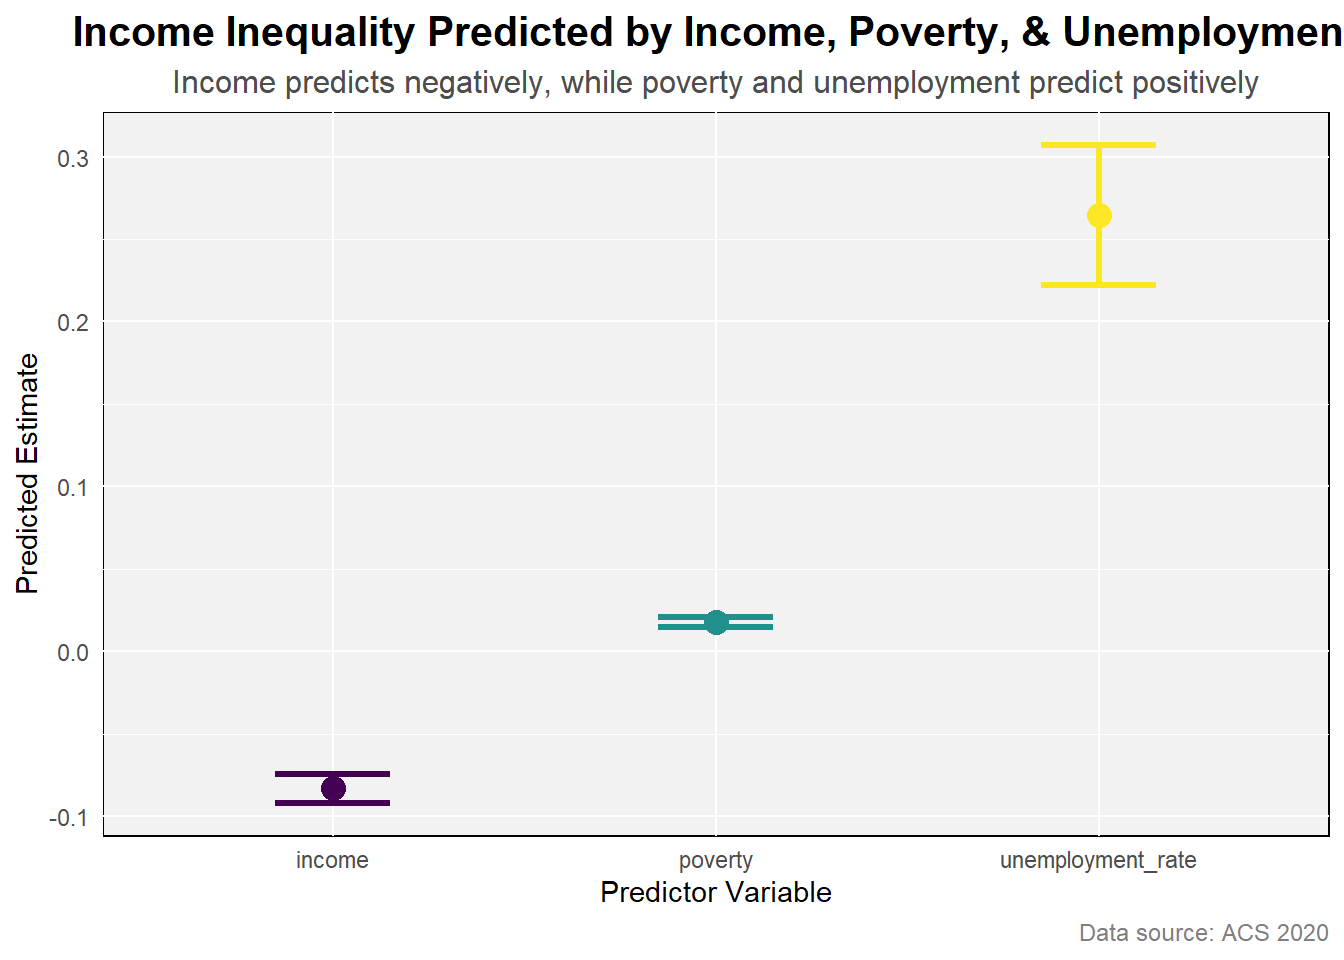 Income Inequality Predicted by Income, Poverty, & Unemploymen
Income predicts negatively, while poverty and unemployment predict positively
0.3
0.2
0.1
0.0
-0.1
Predicted Estimate
income
poverty
unemployment_rate
Predictor Variable
Data source: ACS 2020